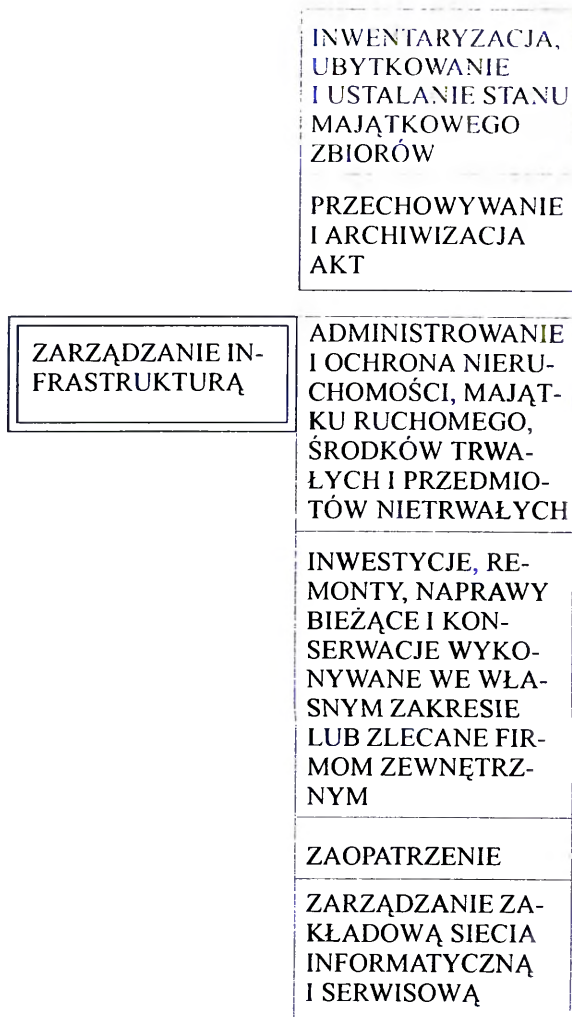 INWENTARYZACJA,
UBYTKOWANIE
I USTALANIE STANU
MAJĄTKOWEGO
ZBIORÓW
PRZECHOWYWANIE
I ARCHIWIZACJA
AKT
ZARZĄDZANIE IN-
FRASTRUKTURĄ
ADMINISTROWANIE
I OCHRONA NIERU-
CHOMOŚCI, MAJĄT-
KU RUCHOMEGO,
ŚRODKÓW TRWA-
ŁYCH I PRZEDMIO-
TÓW NIETRWAŁYCH
INWESTYCJE, RE-
MONTY, NAPRAWY
BIEŻĄCE I KON-
SERWACJE WYKO-
NYWANE WE WŁA-
SNYM ZAKRESIE
LUB ZLECANE FIR-
MOM ZEWNĘTRZ-
NYM
ZAOPATRZENIE
ZARZĄDZANIE ZA-
KŁADOWĄ SIECIA
INFORMATYCZNĄ
I SERWISOWĄ